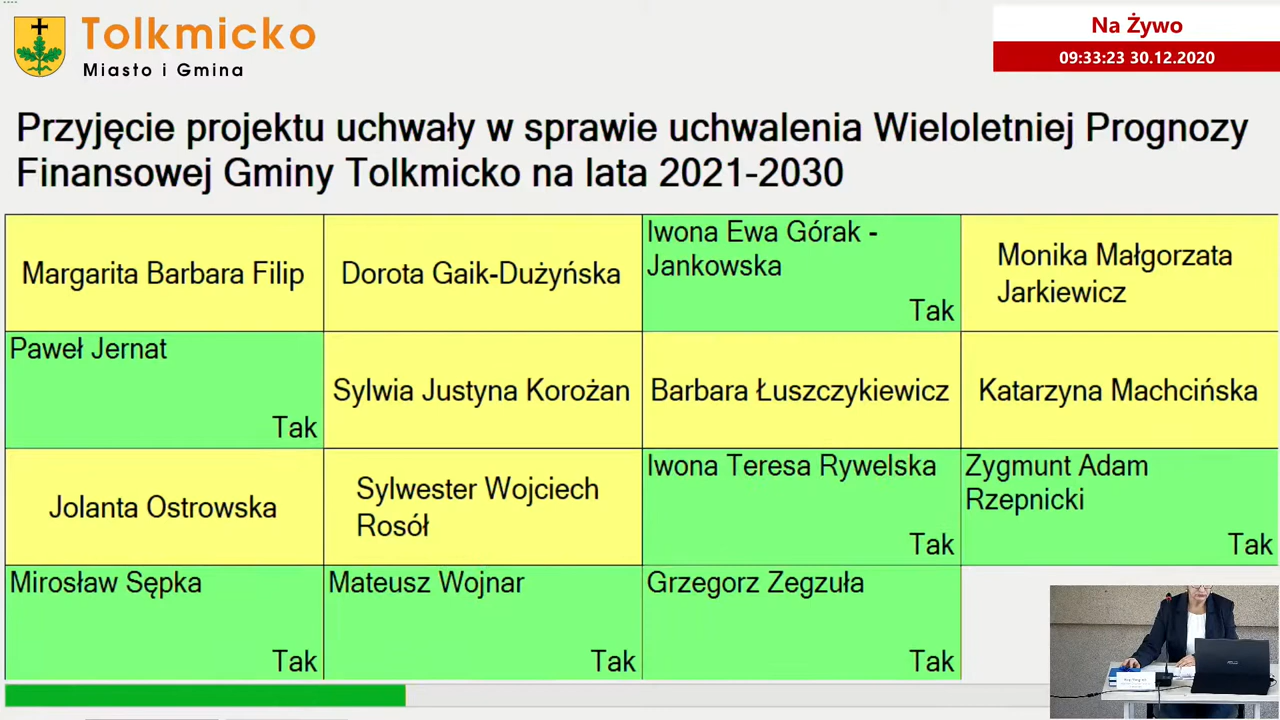 Tolkmicko
Miasto i Gmina
Na Żywo
09:33:23 30.12.2020
Przyjęcie projektu uchwały w sprawie uchwalenia Wieloletniej Prognozy
Finansowej Gminy Tolkmicko na lata 2021-2030
Margarita Barbara Filip
Dorota Gaik-Dużyńska
Iwona Ewa Górak -
Jankowska
Tak
Monika Małgorzata
Jarkiewicz
Paweł Jernat
Tak
Sylwia Justyna Korożan
Barbara Łuszczykiewicz
Katarzyna Machcińska
Jolanta Ostrowska
Sylwester Wojciech
Rosół
Iwona Teresa Rywelska
Tak
Zygmunt Adam
Rzepnicki
Tak
Mirosław Sępka
Tak
Mateusz Wojnar
Tak
Grzegorz Zegzuła
Tak